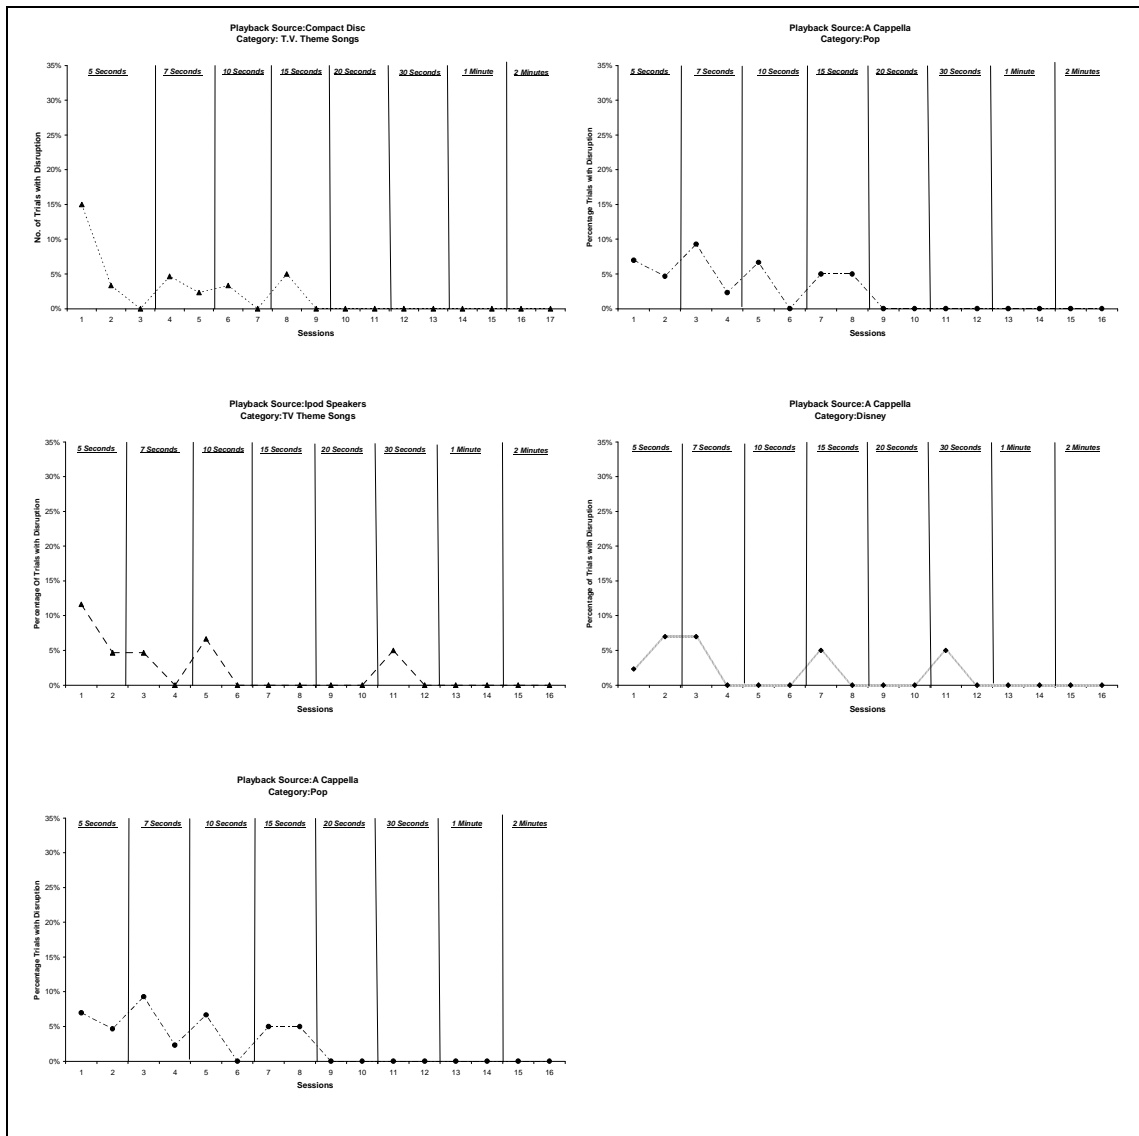 Playback Source:Compact Disc
Category: T.V. Theme Songs
5 Seconds 7 Seconds 10 Seconds 15 Seconds 20 Seconds 30 Seconds 1 Minute 2 Minutes
35%
30%
25%
20%
15%
10%
5%
0%
No. of Trials with Disruption
1 2 3 4 5 6 7 8 9 10 11 12 13 14 15 16 17
Sessions
Playback Source:A Cappella
Category:Pop
5 Seconds 7 Seconds 10 Seconds 15 Seconds 20 Seconds 30 Seconds 1 Minute 2 Minutes
35%
30%
25%
20%
15%
10%
5%
0%
Percentage Trials with Disruption
1 2 3 4 5 6 7 8 9 10 11 12 13 14 15 16
Sessions
Playback Source:Ipod Speakers
Category:TV Theme Songs
5 Seconds 7 Seconds 10 Seconds 15 Seconds 20 Seconds 30 Seconds 1 Minute 2 Minutes
35%
30%
25%
20%
15%
10%
5%
0%
Percentage Of Trials with Disruption
1 2 3 4 5 6 7 8 9 10 11 12 13 14 15 16
Sessions
Playback Source:A Cappella
Category:Disney
5 Seconds 7 Seconds 10 Seconds 15 Seconds 20 Seconds 30 Seconds 1 Minute 2 Minutes
35%
30%
25%
20%
15%
10%
5%
0%
Percentage of Trials with Disruption
1 2 3 4 5 6 7 8 9 10 11 12 13 14 15 16
Sessions
Playback Source:A Cappella
Category:Pop
5 Seconds 7 Seconds 10 Seconds 15 Seconds 20 Seconds 30 Seconds 1 Minute 2 Minutes
35%
30%
25%
20%
15%
10%
5%
0%
Percentage Trials with Disruption
1 2 3 4 5 6 7 8 9 10 11 12 13 14 15 16
Sessions